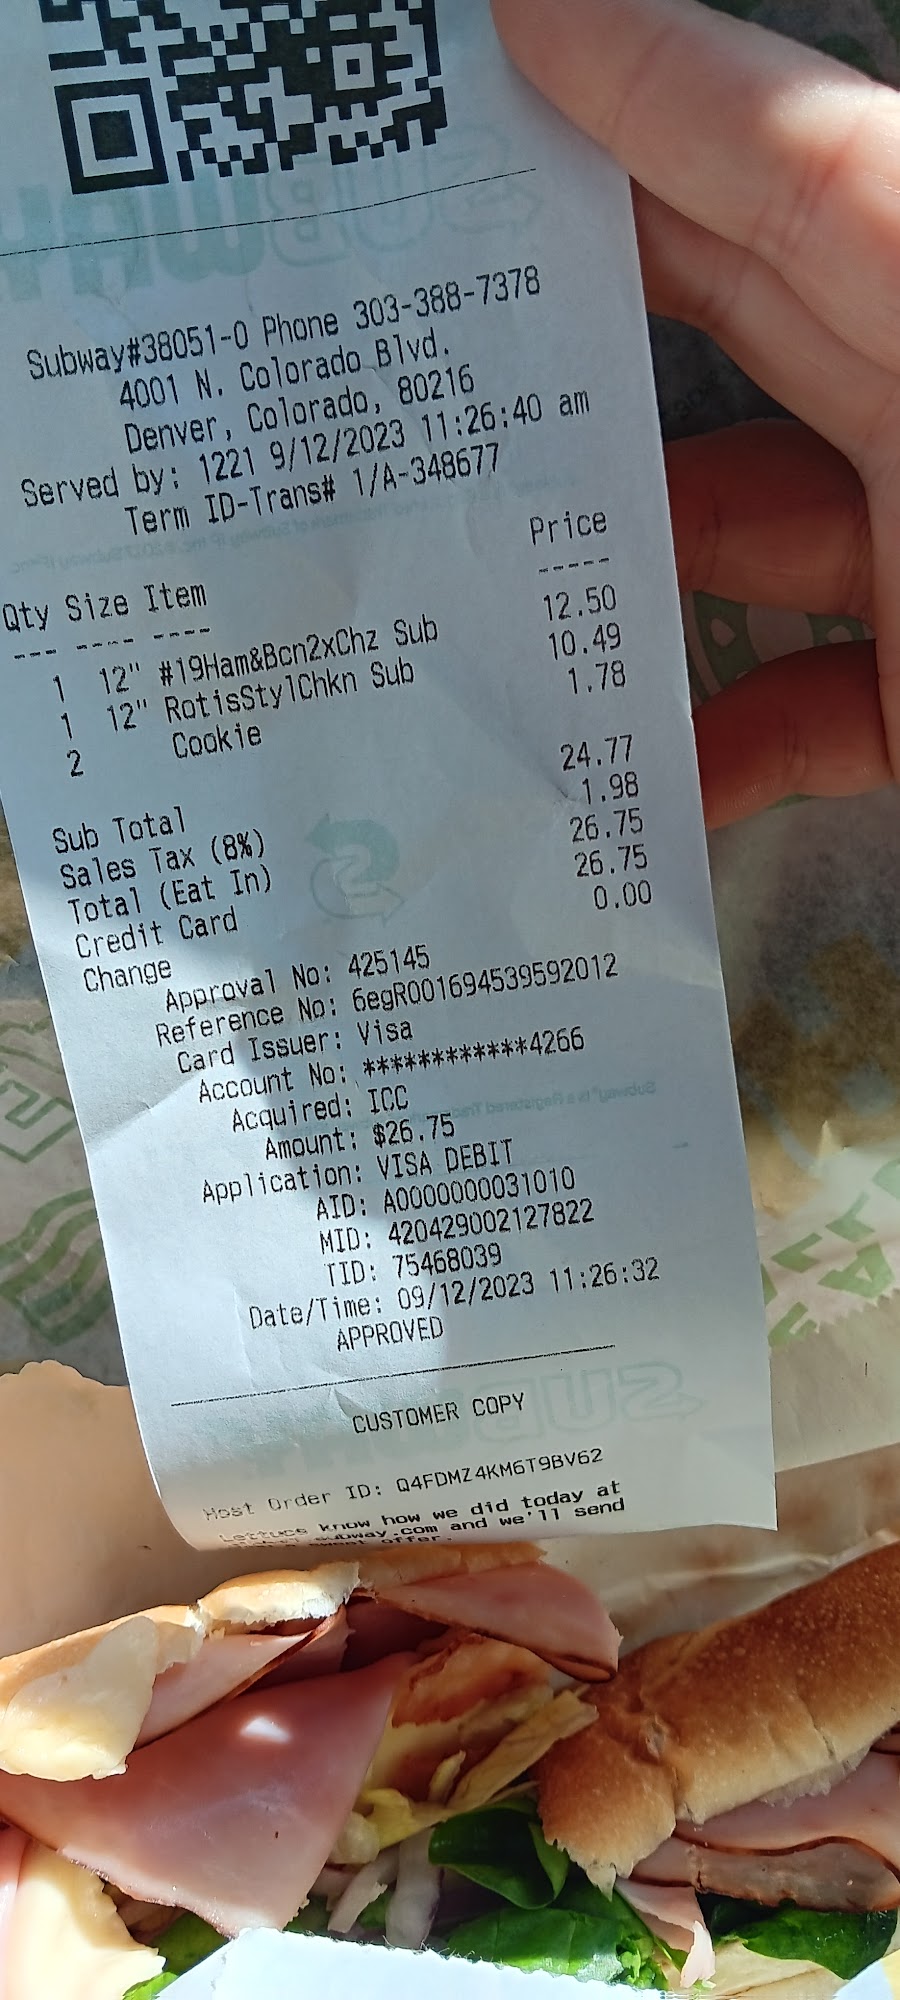 Subway#38051-0 Phone 303-388-7378
4001 N. Colorado Blvd.
Denver, Colorado, 80216
Served by: 1221 9/12/2023 11:26:40 am
Term ID-Trans# 1/A-348677
Qty Size Item Price
--- ---- ---- -----
1 12" #19Ham&Bcn2xChz Sub 12.50
1 12" RotisStylChkn Sub 10.49
2 Cookie 1.78
Sub Total 24.77
Sales Tax (8%) 1.98
Total (Eat In) 26.75
Credit Card 26.75
Change 0.00
Approval No: 425145
Reference No: 6egR001694539592012
Card Issuer: Visa
Account No: ************4266
Acquired: ICC
Amount: $26.75
Application: VISA DEBIT
AID: A0000000031010
MID: 420429002127822
TID: 75468039
Date/Time: 09/12/2023 11:26:32
APPROVED
CUSTOMER COPY
Host Order ID: Q4FDMZ4KM6T9BV62
Lettuce know how we did today at
subway.com and we'll send
sweet offer.